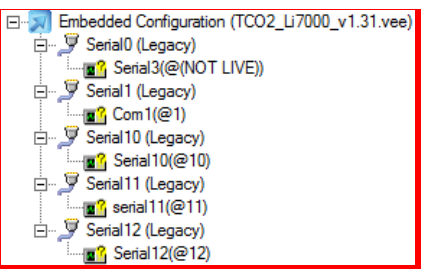 Embedded Configuration (TCO2_Li7000_v1.31.vee)
Serial0 (Legacy)
Serial3(@(NOT LIVE))
Serial1 (Legacy)
Com1(@1)
Serial10 (Legacy)
Serial10(@10)
Serial11 (Legacy)
serial11(@11)
Serial12 (Legacy)
Serial12(@12)